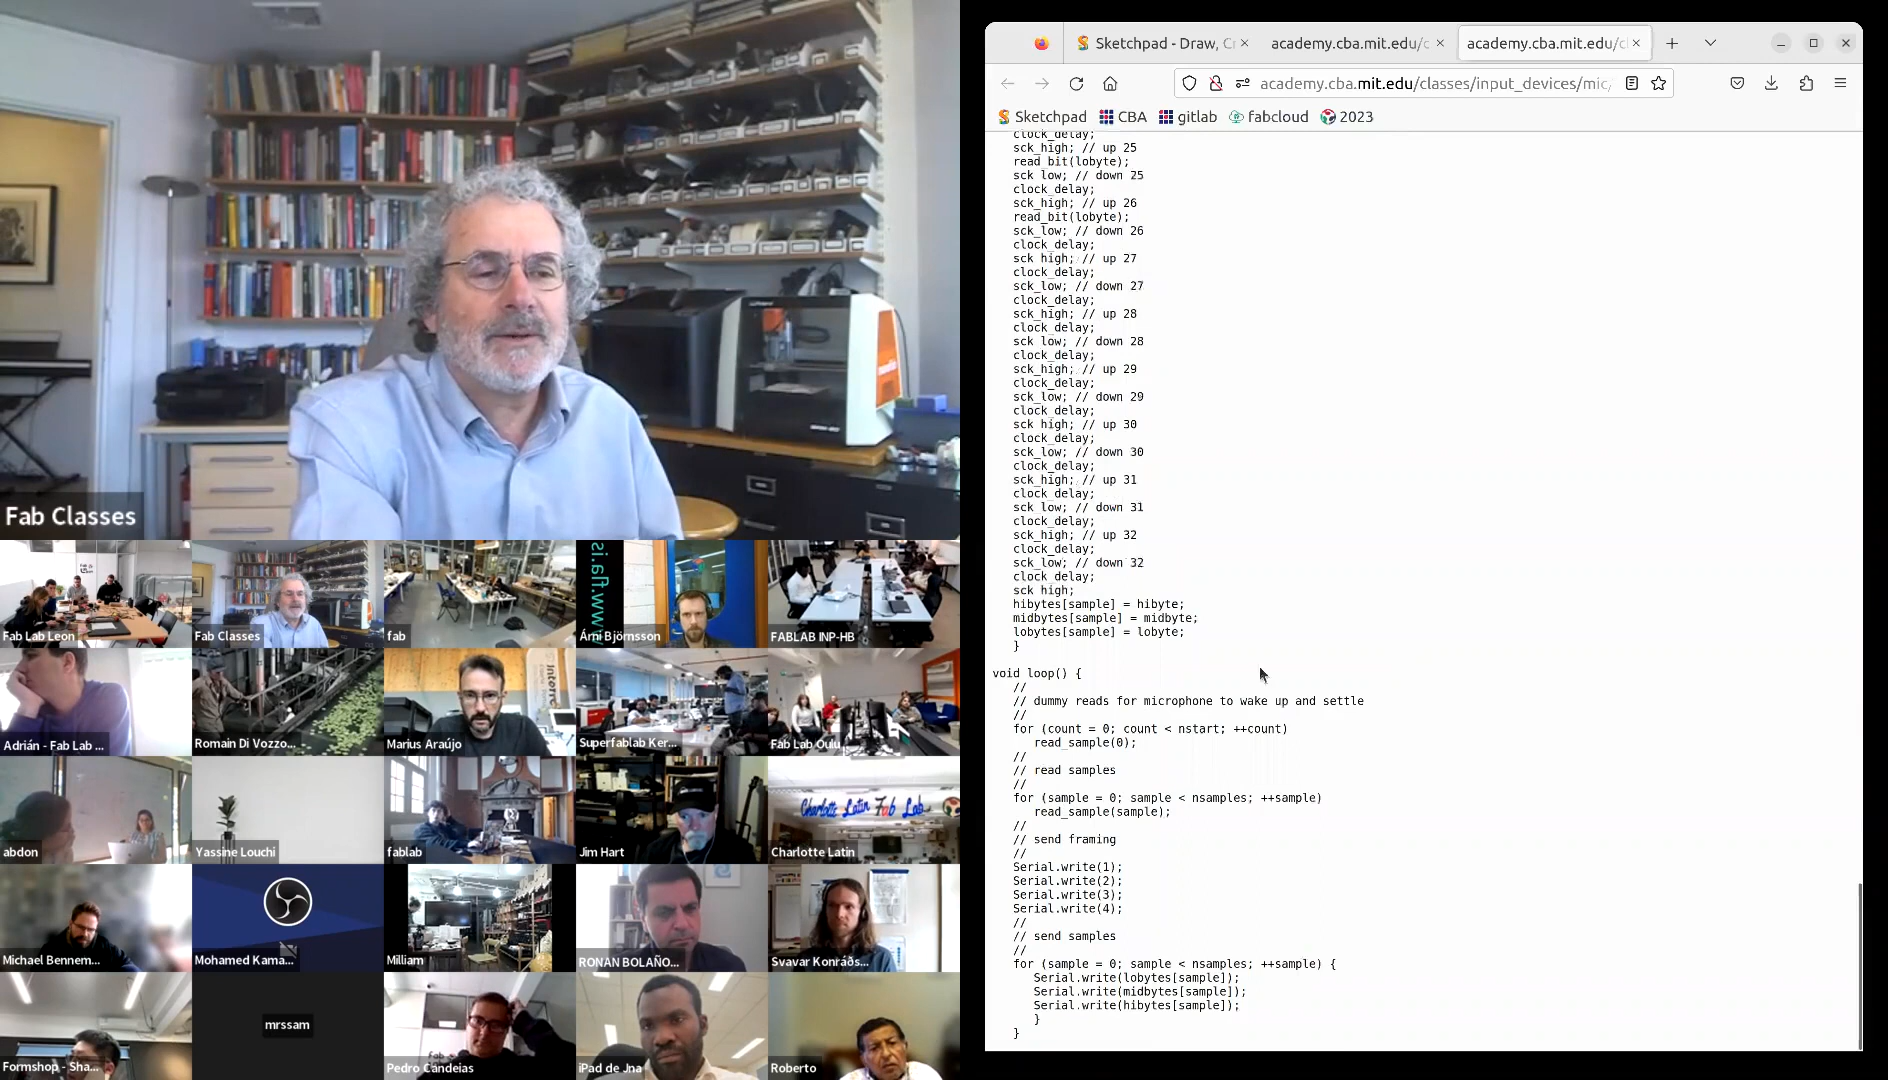 Fab Classes
Fab Lab Leon
Fab Classes
fab
www.fla.si
Árni Björnsson
FABLAB INP-HB
Adrián - Fab Lab ...
Romain Di Vozzo...
Marius Araújo
Superfablab Ker...
Fab Lab Oulu
abdon
Yassine Louchi
fablab
Jim Hart
Charlotte Latin Fab Lab
Charlotte Latin
Michael Bennem...
Mohamed Kama...
Milliam
RONAN BOLAÑO...
Svavar Konráðs...
Formshop - Sha...
mrssam
Pedro Candeias
iPad de Jna
Roberto
Sketchpad - Draw, C
academy.cba.mit.edu/c
academy.cba.mit.edu/c
academy.cba.mit.edu/classes/input_devices/mic/
Sketchpad CBA gitlab fabcloud 2023
clock_delay;
sck_high; // up 25
read_bit(lobyte);
sck_low; // down 25
clock_delay;
sck_high; // up 26
read_bit(lobyte);
sck_low; // down 26
clock_delay;
sck_high; // up 27
clock_delay;
sck_low; // down 27
clock_delay;
sck_high; // up 28
clock_delay;
sck_low; // down 28
clock_delay;
sck_high; // up 29
clock_delay;
sck_low; // down 29
clock_delay;
sck_high; // up 30
clock_delay;
sck_low; // down 30
clock_delay;
sck_high; // up 31
clock_delay;
sck_low; // down 31
clock_delay;
sck_high; // up 32
clock_delay;
sck_low; // down 32
clock_delay;
sck_high;
hibytes[sample] = hibyte;
midbytes[sample] = midbyte;
lobytes[sample] = lobyte;
}
void loop() {
//
// dummy reads for microphone to wake up and settle
//
for (count = 0; count < nstart; ++count)
read_sample(0);
//
// read samples
//
for (sample = 0; sample < nsamples; ++sample)
read_sample(sample);
//
// send framing
//
Serial.write(1);
Serial.write(2);
Serial.write(3);
Serial.write(4);
//
// send samples
//
for (sample = 0; sample < nsamples; ++sample) {
Serial.write(lobytes[sample]);
Serial.write(midbytes[sample]);
Serial.write(hibytes[sample]);
}
}